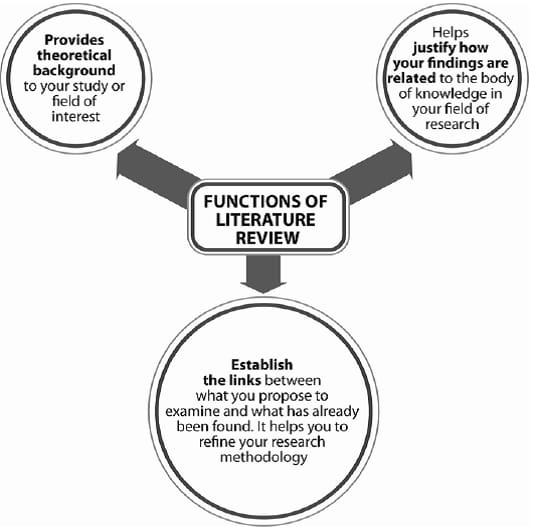 Provides
theoretical
background
to your study or
field of
interest
Helps
justify how
your findings are
related to the body
of knowledge in
your field of
research
FUNCTIONS OF
LITERATURE
REVIEW
Establish
the links between
what you propose to
examine and what has already
been found. It helps you to
refine your research
methodology